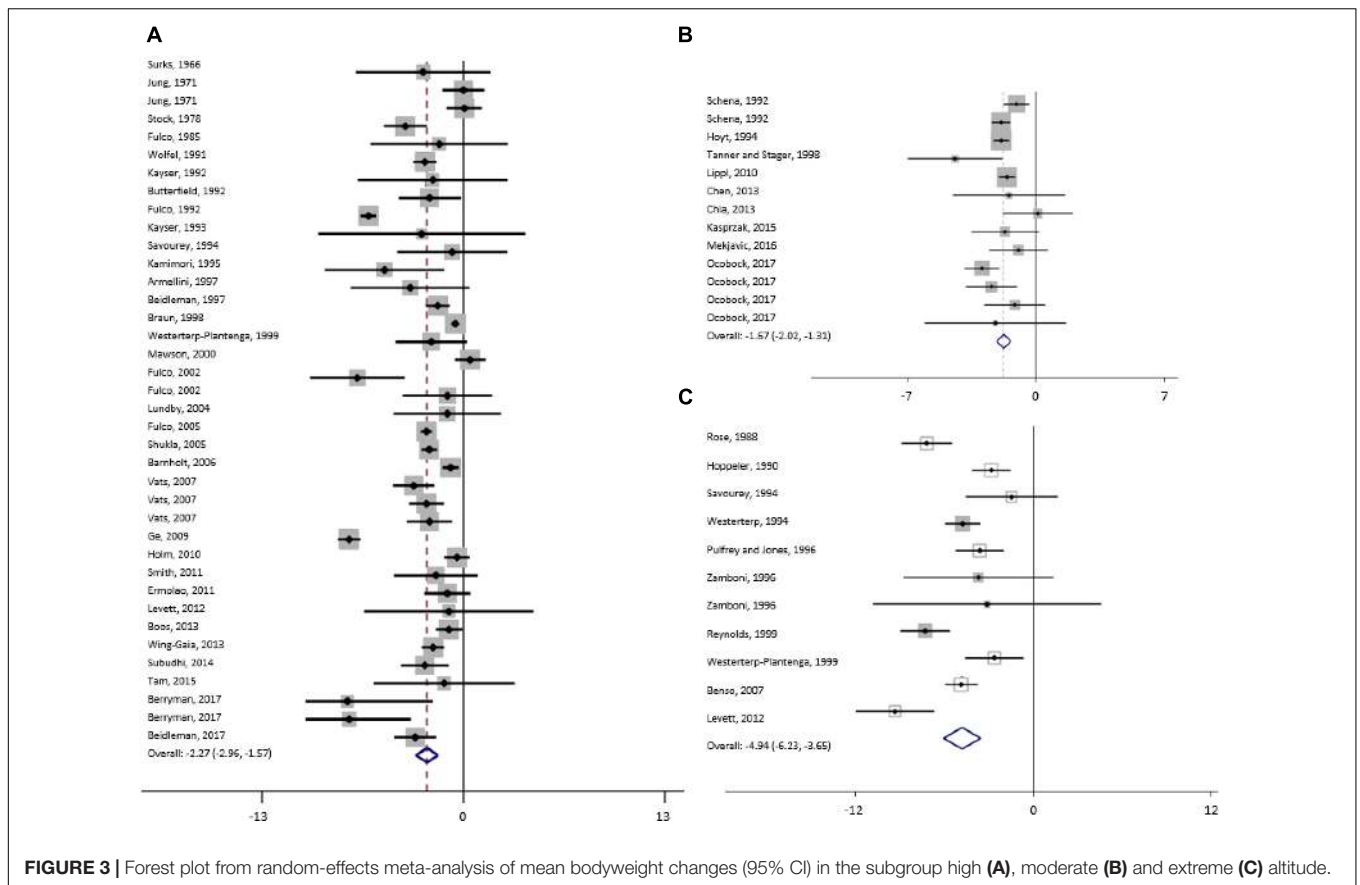 A
Surks, 1966
Jung, 1971
Jung, 1971
Stock, 1978
Fulco, 1985
Wolfel, 1991
Kayser, 1992
Butterfield, 1992
Fulco, 1992
Kayser, 1993
Savourey, 1994
Kamimori, 1995
Armellini, 1997
Beidleman, 1997
Braun, 1998
Westerterp-Plantenga, 1999
Mawson, 2000
Fulco, 2002
Fulco, 2002
Lundby, 2004
Fulco, 2005
Shukla, 2005
Barnholt, 2006
Vats, 2007
Vats, 2007
Vats, 2007
Ge, 2009
Holm, 2010
Smith, 2011
Ermolao, 2011
Levett, 2012
Boos, 2013
Wing-Gaia, 2013
Subudhi, 2014
Tam, 2015
Berryman, 2017
Berryman, 2017
Beidleman, 2017
Overall: -2.27 (-2.96, -1.57)
-13 0 13
B
Schena, 1992
Schena, 1992
Hoyt, 1994
Tanner and Stager, 1998
Lippl, 2010
Chen, 2013
Chia, 2013
Kasprzak, 2015
Mekjavic, 2016
Ocobock, 2017
Ocobock, 2017
Ocobock, 2017
Ocobock, 2017
Overall: -1.67 (-2.02, -1.31)
-7 0 7
C
Rose, 1988
Hoppeler, 1990
Savourey, 1994
Westerterp, 1994
Pulfrey and Jones, 1996
Zamboni, 1996
Zamboni, 1996
Reynolds, 1999
Westerterp-Plantenga, 1999
Benso, 2007
Levett, 2012
Overall: -4.94 (-6.23, -3.65)
-12 0 12
FIGURE 3 | Forest plot from random-effects meta-analysis of mean bodyweight changes (95% CI) in the subgroup high (A), moderate (B) and extreme (C) altitude.